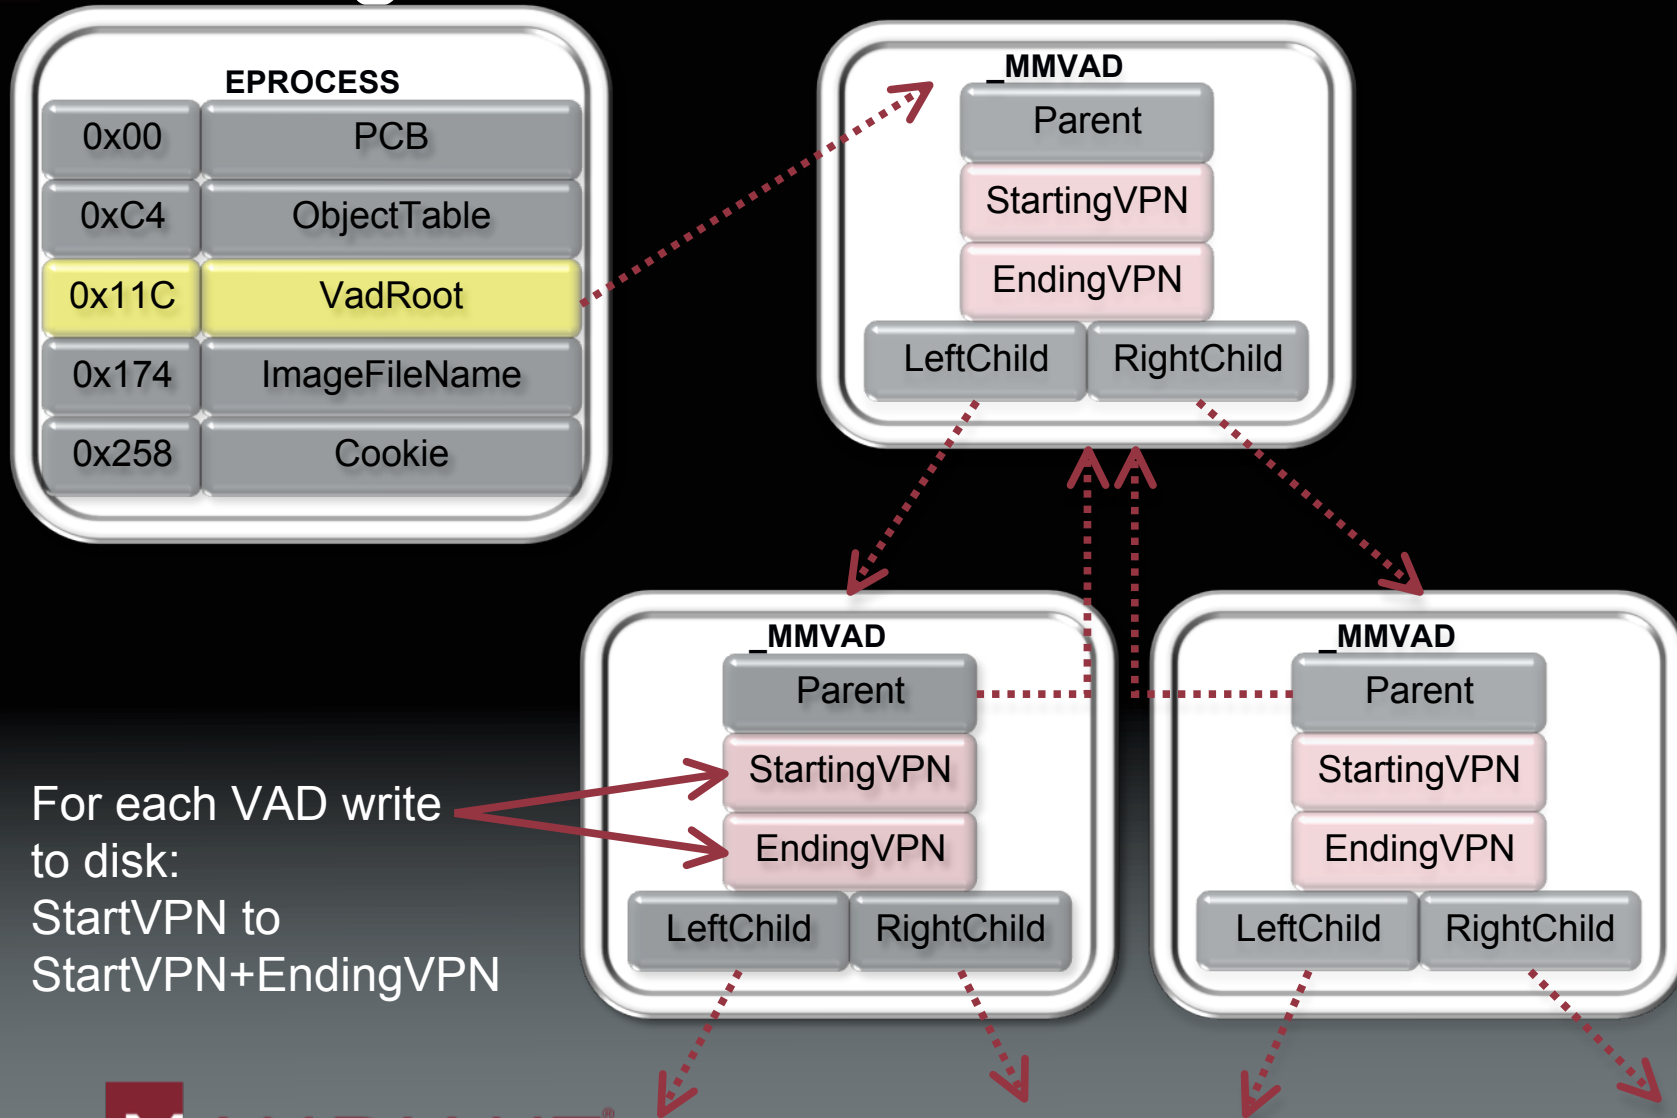 EPROCESS
0x00 PCB
0xC4 ObjectTable
0x11C VadRoot
0x174 ImageFileName
0x258 Cookie
_MMVAD
Parent
StartingVPN
EndingVPN
LeftChild RightChild
_MMVAD
Parent
StartingVPN
EndingVPN
LeftChild RightChild
_MMVAD
Parent
StartingVPN
EndingVPN
LeftChild RightChild
For each VAD write
to disk:
StartVPN to
StartVPN+EndingVPN